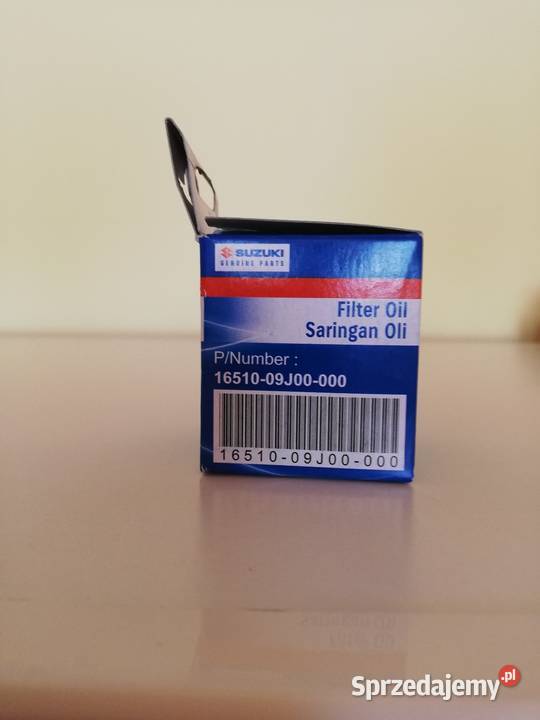 SUZUKI
GENUINE PARTS
Filter Oil
Saringan Oli
P/Number :
16510-09J00-000
16510-09J00-000
Sprzedajemy.pl